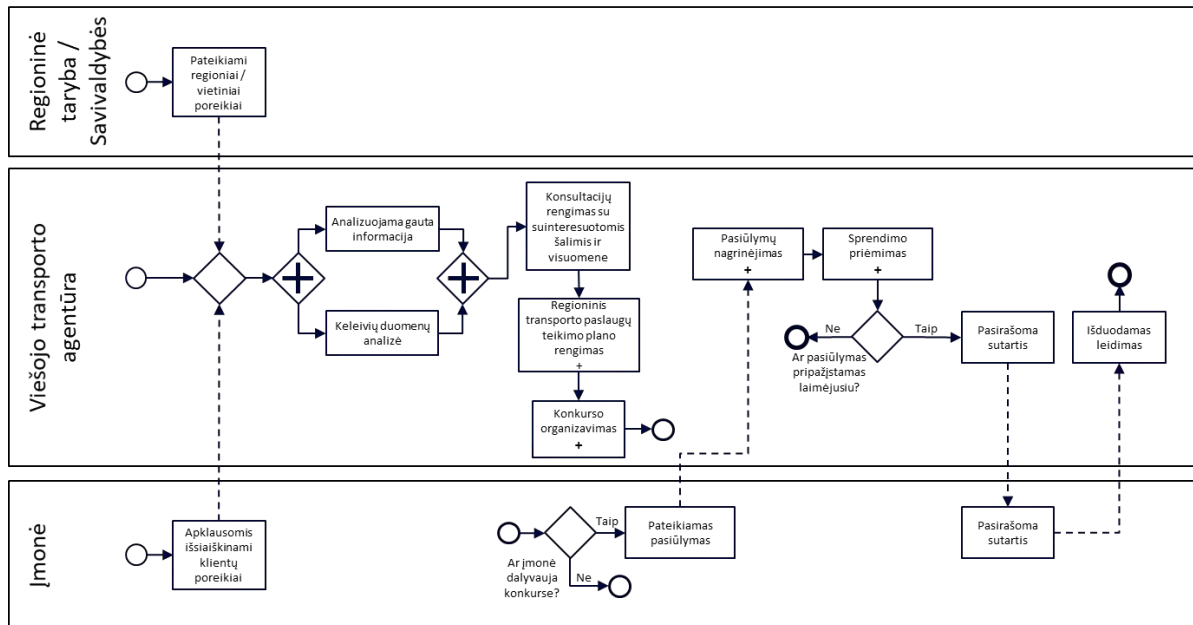 Regioninė
taryba /
Savivaldybės
Pateikiami
regioniai /
vietiniai
poreikiai
Viešojo transporto
agentūra
Analizuojama gauta
informacija
Keleivių duomenų
analizė
Konsultacijų
rengimas su
suinteresuotomis
šalimis ir
visuomene
Regioninis
transporto paslaugų
teikimo plano
rengimas
+
Konkurso
organizavimas
+
Pasiūlymų
nagrinėjimas
+
Sprendimo
priėmimas
+
Ne
Taip
Ar pasiūlymas
pripažįstamas
laimėjusiu?
Pasirašoma
sutartis
Išduodamas
leidimas
Įmonė
Apklausomis
išsiaiškinami
klientų
poreikiai
Ar įmonė
dalyvauja
konkurse?
Taip
Ne
Pateikiamas
pasiūlymas
Pasirašoma
sutartis